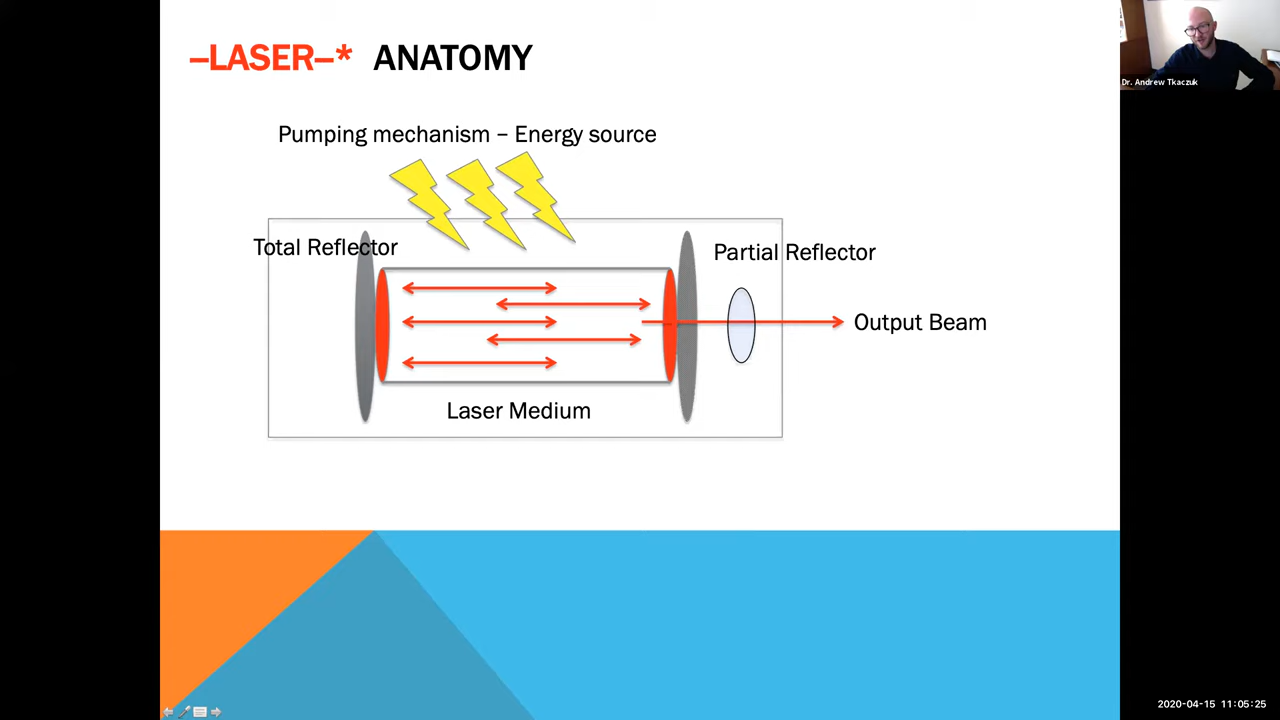 –LASER–* ANATOMY
Dr. Andrew Tkaczuk
Pumping mechanism – Energy source
Total Reflector
Partial Reflector
Output Beam
Laser Medium
2020-04-15 11:05:25